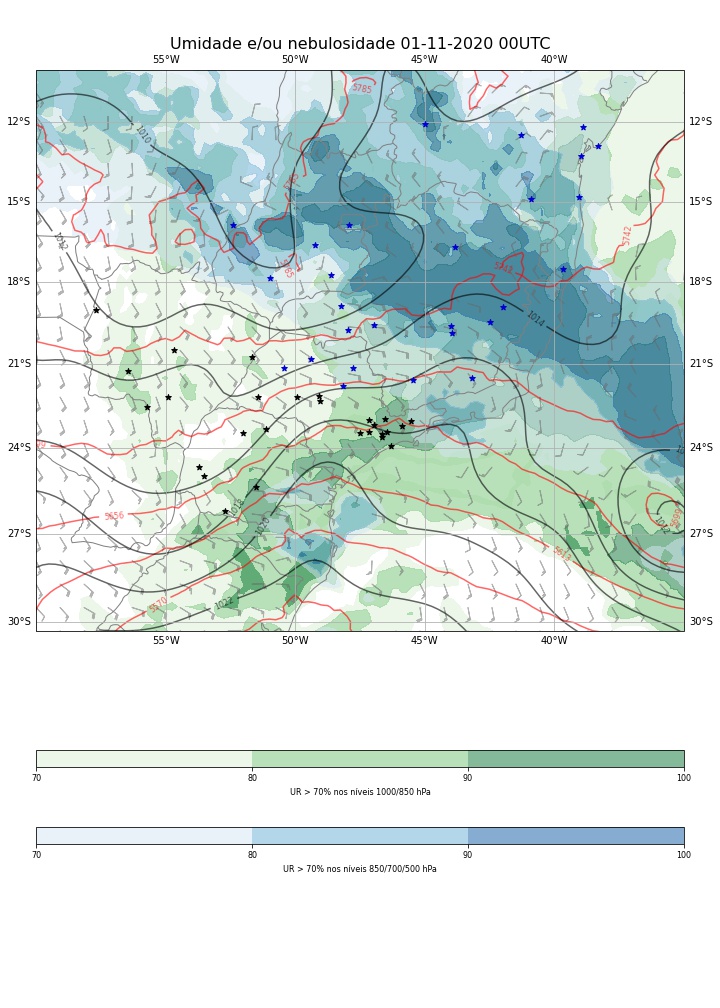 Umidade e/ou nebulosidade 01-11-2020 00UTC
55°W 50°W 45°W 40°W
5785
12°S 12°S
1010
15°S 15°S
1012
5742
5742
18°S 18°S
1014
21°S 21°S
24°S 24°S
1018
5656
1020
1012
5699
27°S 27°S
5613
5570
1022
30°S 30°S
55°W 50°W 45°W 40°W
70 80 90 100
UR > 70% nos níveis 1000/850 hPa
70 80 90 100
UR > 70% nos níveis 850/700/500 hPa